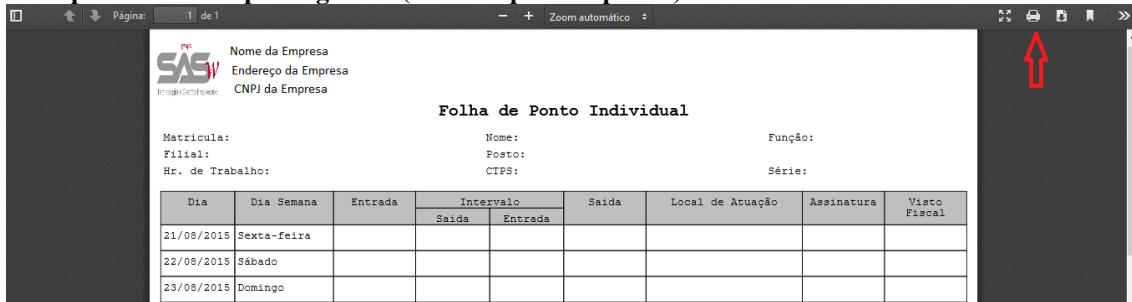 Página: 1 de 1 Zoom automático
grupo
SASW
Nome da Empresa
Endereço da Empresa
CNPJ da Empresa
Folha de Ponto Individual
Matricula: Nome: Função:
Filial: Posto:
Hr. de Trabalho: CTPS: Série:
Dia Dia Semana Entrada Intervalo Saida Local de Atuação Assinatura Visto Fiscal
Saida Entrada
21/08/2015 Sexta-feira
22/08/2015 Sábado
23/08/2015 Domingo